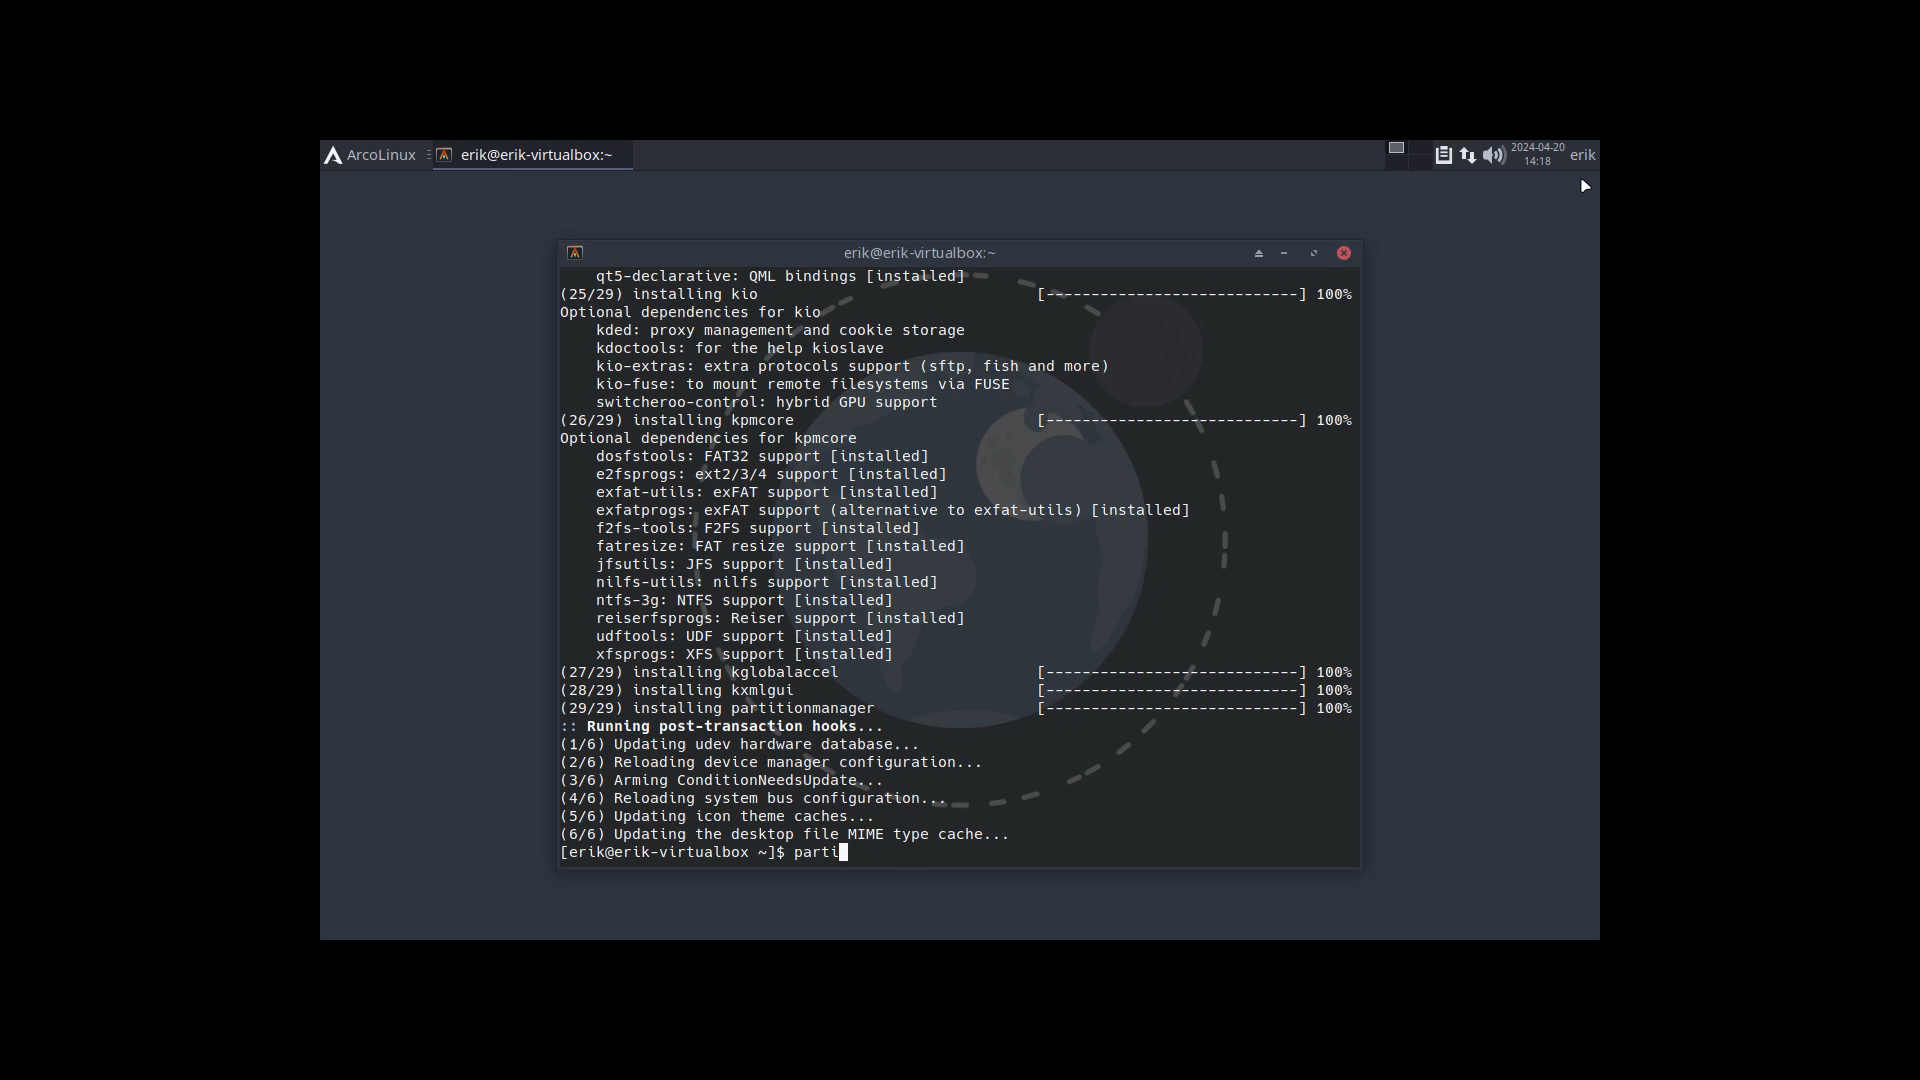 ArcoLinux erik@erik-virtualbox:~ 2024-04-20 erik
14:18
erik@erik-virtualbox:~
qt5-declarative: QML bindings [installed]
(25/29) installing kio [----------------------------] 100%
Optional dependencies for kio
kded: proxy management and cookie storage
kdoctools: for the help kioslave
kio-extras: extra protocols support (sftp, fish and more)
kio-fuse: to mount remote filesystems via FUSE
switcheroo-control: hybrid GPU support
(26/29) installing kpmcore [----------------------------] 100%
Optional dependencies for kpmcore
dosfstools: FAT32 support [installed]
e2fsprogs: ext2/3/4 support [installed]
exfat-utils: exFAT support [installed]
exfatprogs: exFAT support (alternative to exfat-utils) [installed]
f2fs-tools: F2FS support [installed]
fatresize: FAT resize support [installed]
jfsutils: JFS support [installed]
nilfs-utils: nilfs support [installed]
ntfs-3g: NTFS support [installed]
reiserfsprogs: Reiser support [installed]
udftools: UDF support [installed]
xfsprogs: XFS support [installed]
(27/29) installing kglobalaccel [----------------------------] 100%
(28/29) installing kxmlgui [----------------------------] 100%
(29/29) installing partitionmanager [----------------------------] 100%
:: Running post-transaction hooks...
(1/6) Updating udev hardware database...
(2/6) Reloading device manager configuration...
(3/6) Arming ConditionNeedsUpdate...
(4/6) Reloading system bus configuration...
(5/6) Updating icon theme caches...
(6/6) Updating the desktop file MIME type cache...
[erik@erik-virtualbox ~]$ parti